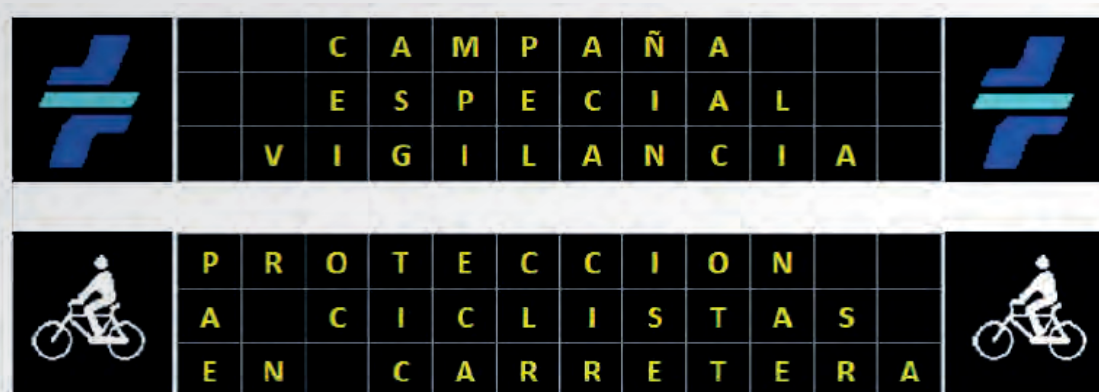 CAMPAÑA
ESPECIAL
VIGILANCIA
PROTECCION
A CICLISTAS
EN CARRETERA